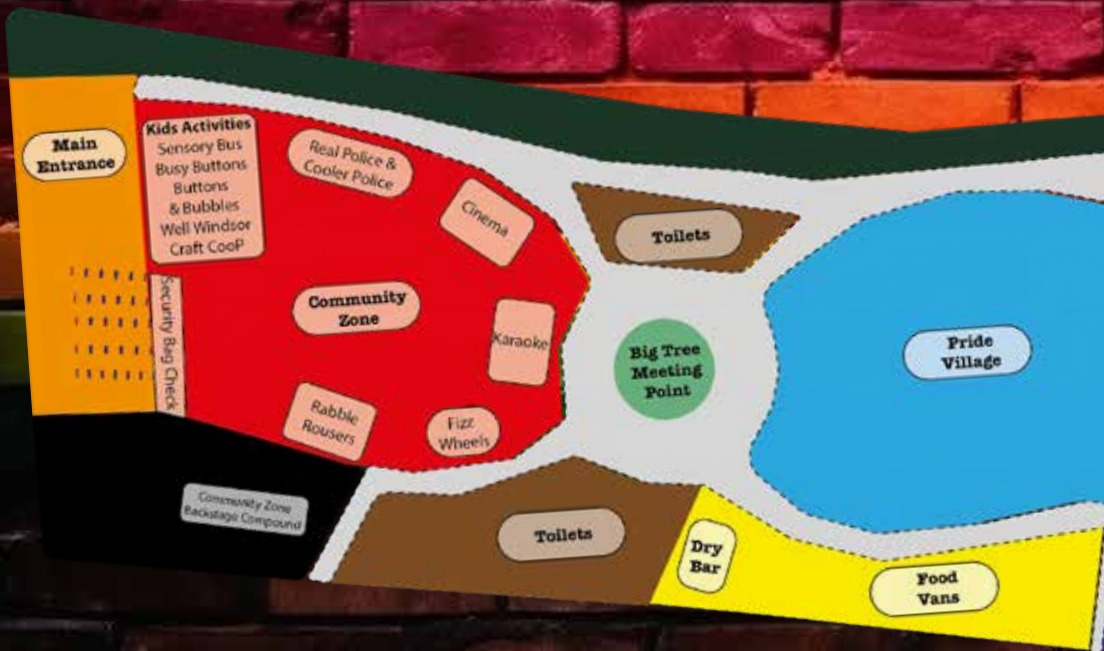 Main
Entrance
Kids Activities
Sensory Bus
Busy Buttons
Buttons
& Bubbles
Well Windsor
Craft CooP
Real Police &
Cooler Police
Cinema
Toilets
Security Bag Check
Community
Zone
Karaoke
Big Tree
Meeting
Point
Pride
Village
Rabble
Rousers
Fizz
Wheels
Community Zone
Backstage Compound
Toilets
Dry
Bar
Food
Vans